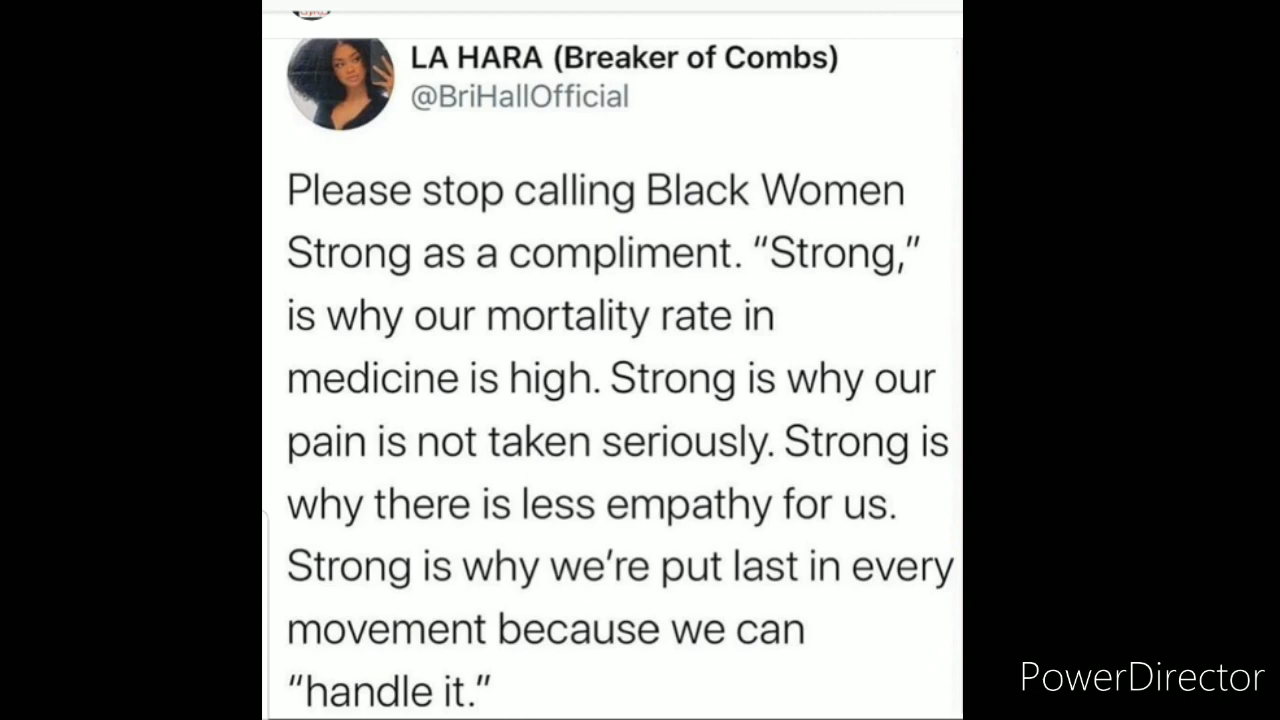 LA HARA (Breaker of Combs)
@BriHallOfficial
Please stop calling Black Women
Strong as a compliment. “Strong,”
is why our mortality rate in
medicine is high. Strong is why our
pain is not taken seriously. Strong is
why there is less empathy for us.
Strong is why we’re put last in every
movement because we can
“handle it.”
PowerDirector